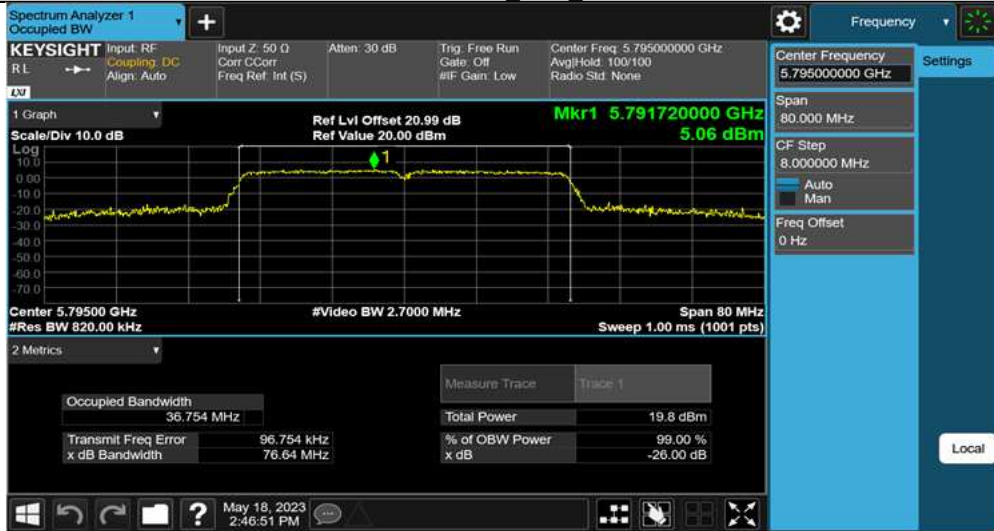 Spectrum Analyzer 1
Occupied BW
+
Frequency
KEYSIGHT
RL
LXI
Input: RF
Coupling: DC
Align: Auto
Input Z: 50 Ω
Corr CCorr
Freq Ref: Int (S)
Atten: 30 dB
Trig: Free Run
Gate: Off
#IF Gain: Low
Center Freq: 5.795000000 GHz
Avg|Hold: 100/100
Radio Std: None
Center Frequency
5.795000000 GHz
Settings
Span
80.000 MHz
CF Step
8.000000 MHz
Auto
Man
Freq Offset
0 Hz
Local
1 Graph
Scale/Div 10.0 dB
Ref Lvl Offset 20.99 dB
Ref Value 20.00 dBm
Mkr1 5.791720000 GHz
5.06 dBm
Log
10.0
0.00
-10.0
-20.0
-30.0
-40.0
-50.0
-60.0
-70.0
1
Center 5.79500 GHz
#Res BW 820.00 kHz
#Video BW 2.7000 MHz
Span 80 MHz
Sweep 1.00 ms (1001 pts)
2 Metrics
Measure Trace Trace 1
Occupied Bandwidth
36.754 MHz
Total Power 19.8 dBm
Transmit Freq Error 96.754 kHz
% of OBW Power 99.00 %
x dB Bandwidth 76.64 MHz
x dB -26.00 dB
?
May 18, 2023
2:46:51 PM